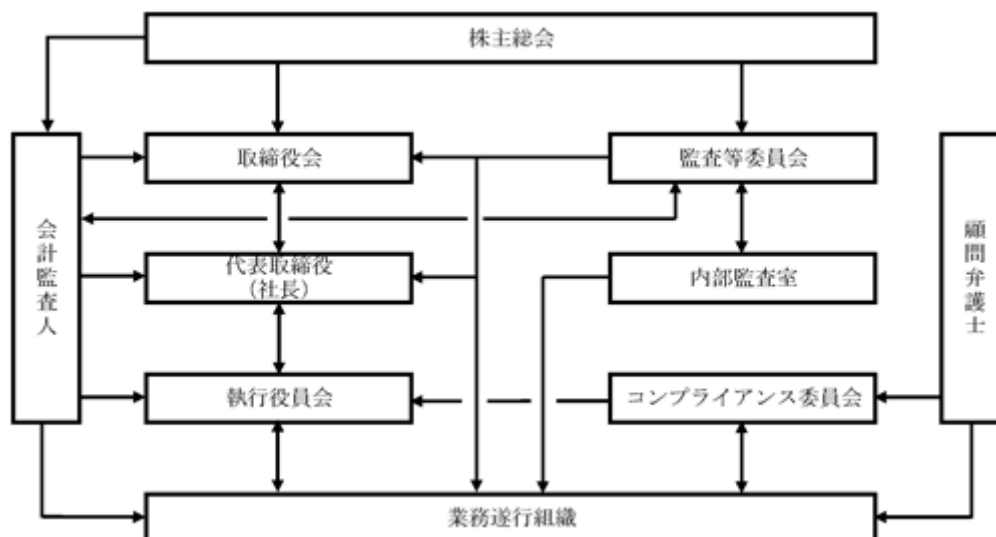 株主総会
取締役会
監査等委員会
会計監査人
顧問弁護士
代表取締役
（社長）
内部監査室
執行役員会
コンプライアンス委員会
業務遂行組織